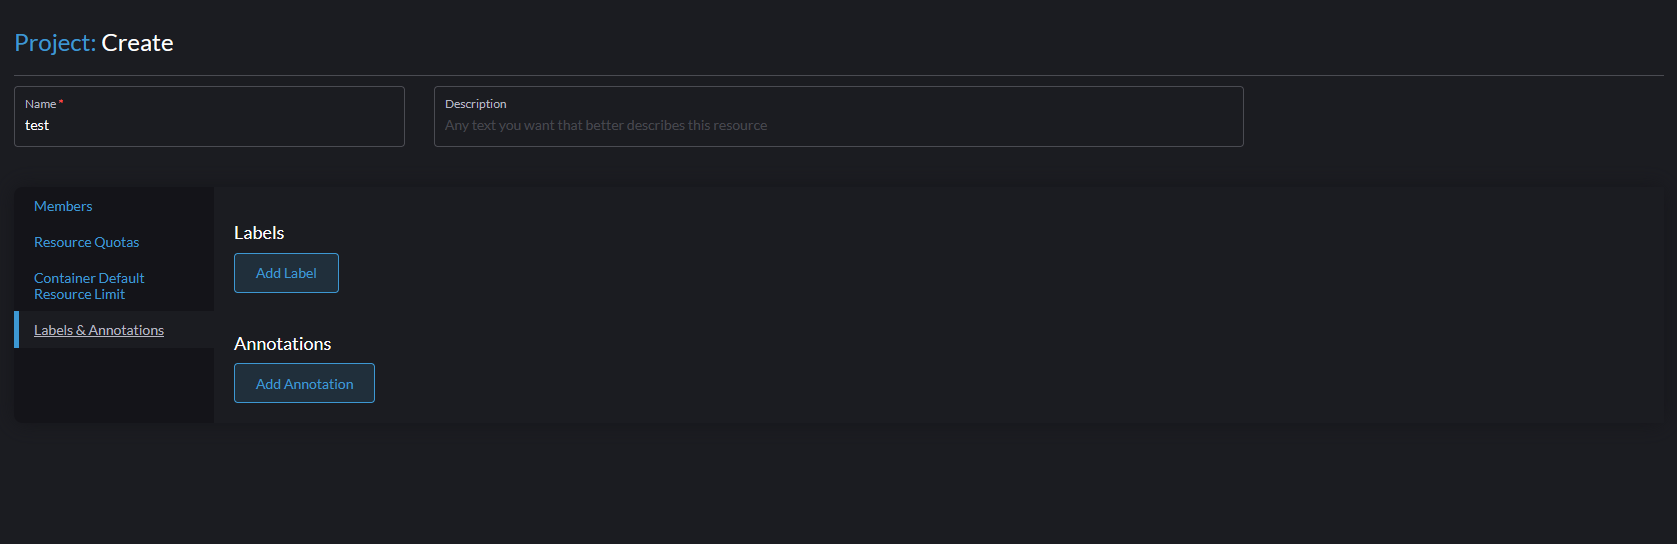 Project: Create
Name *
test
Description
Any text you want that better describes this resource
Members
Resource Quotas
Container Default
Resource Limit
Labels & Annotations
Labels
Add Label
Annotations
Add Annotation